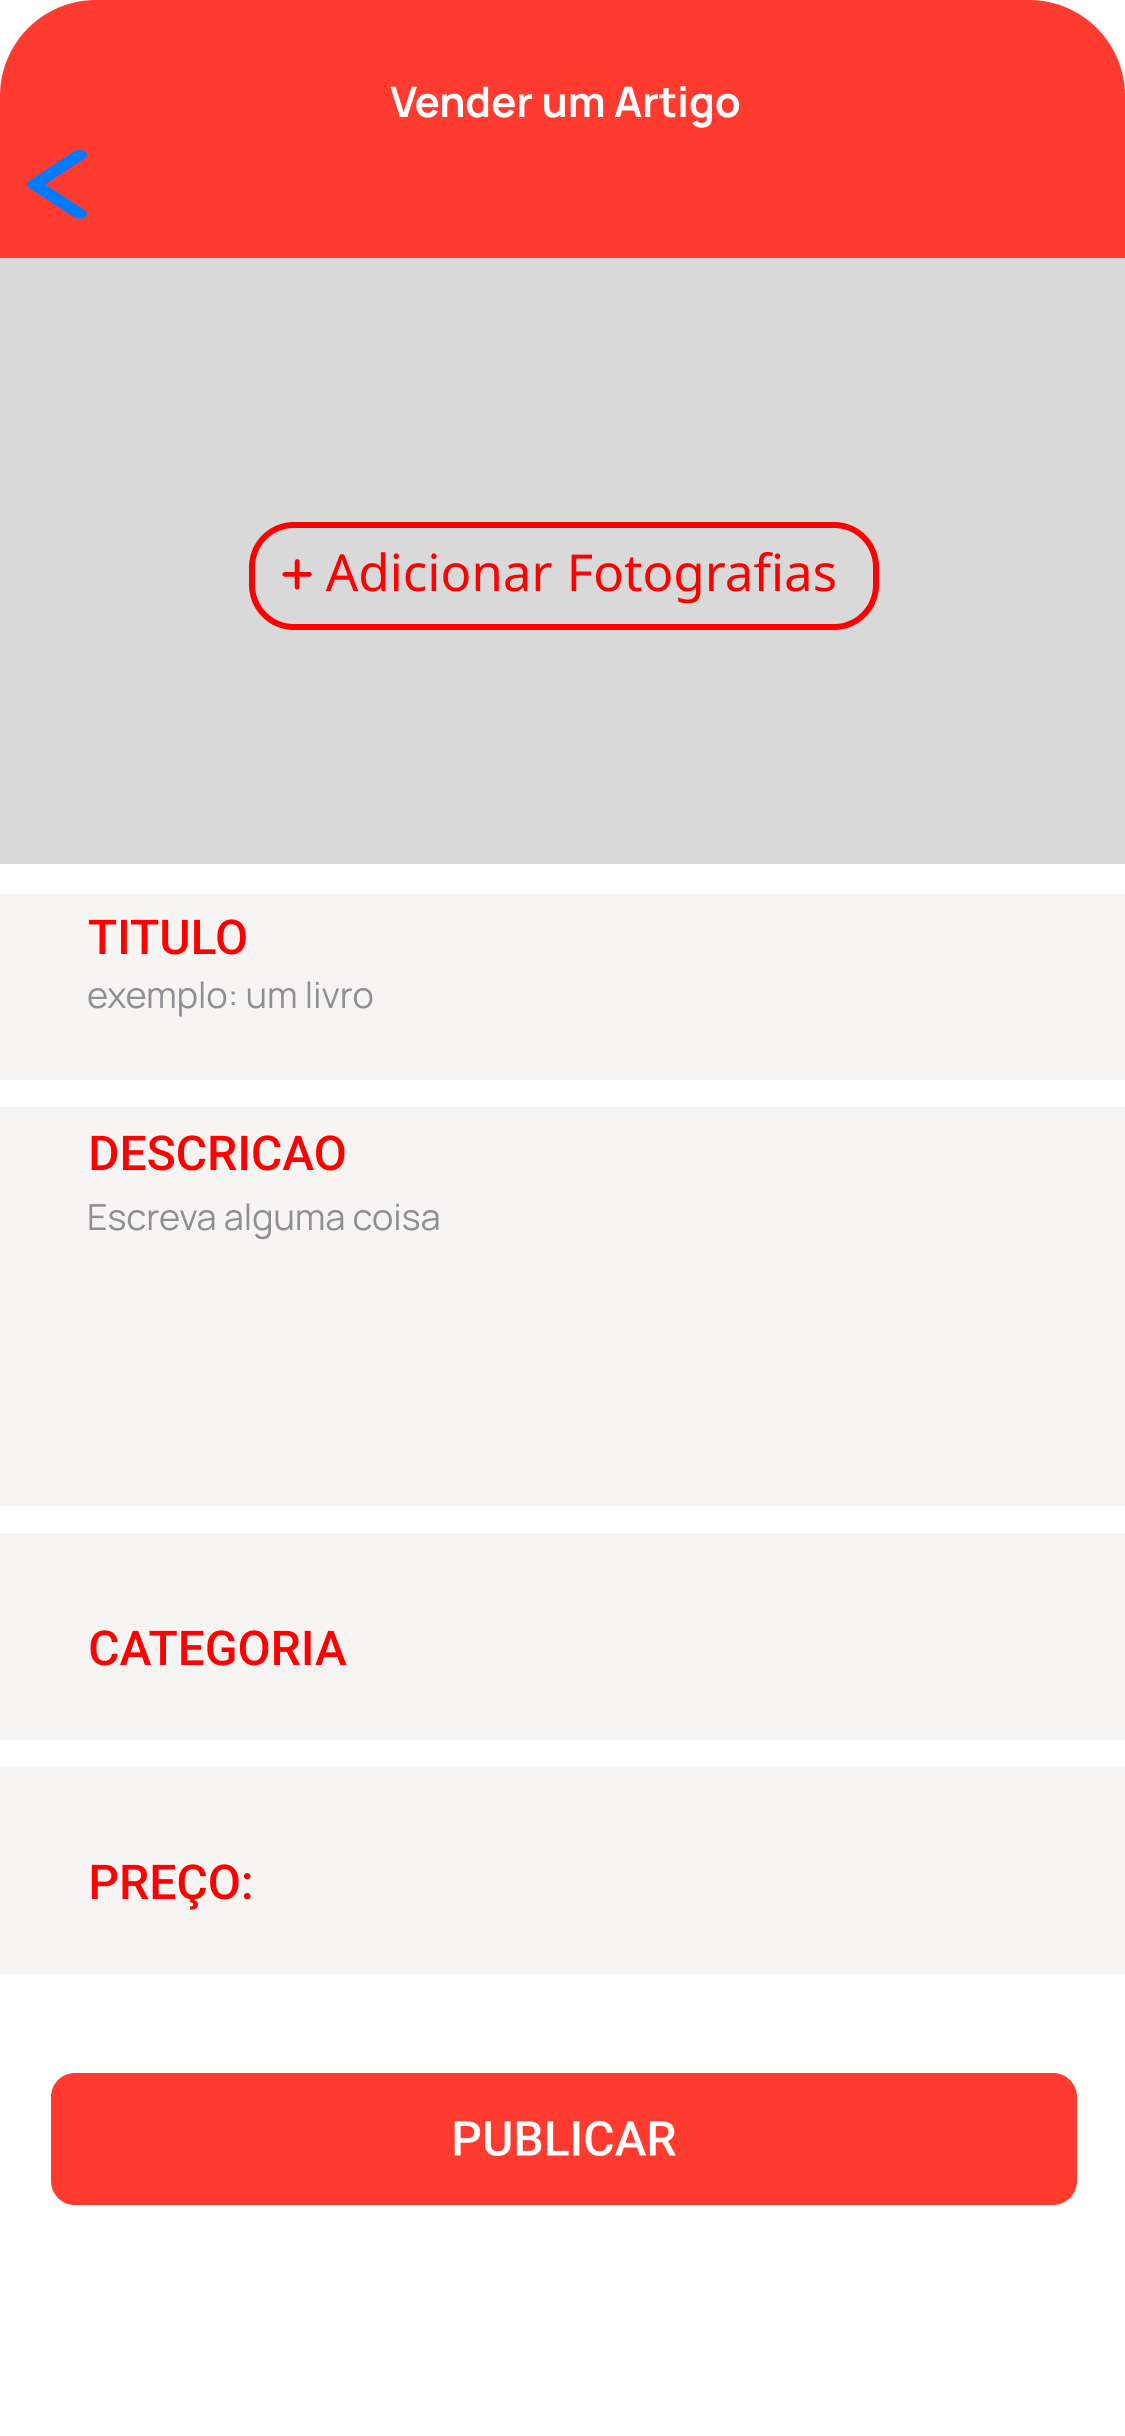 Vender um Artigo
+ Adicionar Fotografias
TITULO
exemplo: um livro
DESCRICAO
Escreva alguma coisa
CATEGORIA
PREÇO:
PUBLICAR